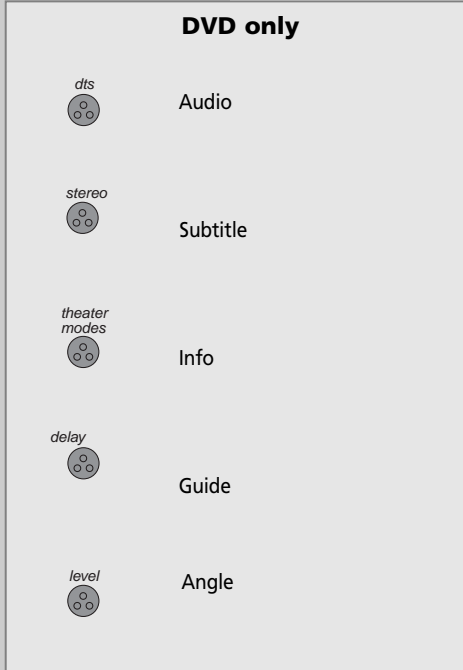 DVD only
dts
Audio
stereo
Subtitle
theater
modes
Info
delay
Guide
level
Angle